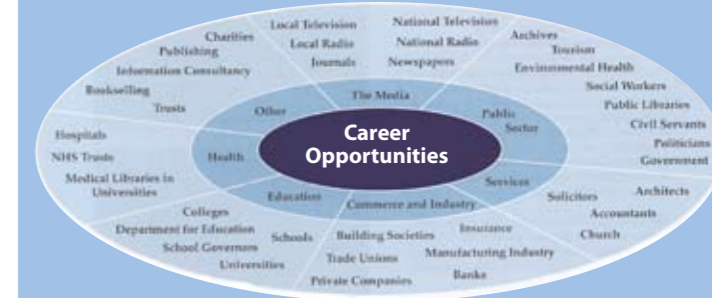 Career
Opportunities
The Media
Local Television
Local Radio
Journals
National Television
National Radio
Newspapers
Public
Sector
Archives
Tourism
Environmental Health
Social Workers
Public Libraries
Civil Servants
Politicians
Government
Services
Solicitors
Architects
Accountants
Church
Commerce and Industry
Building Societies
Insurance
Trade Unions
Manufacturing Industry
Private Companies
Banks
Education
Colleges
Department for Education
Schools
School Governors
Universities
Health
Hospitals
NHS Trusts
Medical Libraries in
Universities
Other
Charities
Publishing
Information Consultancy
Bookselling
Trusts